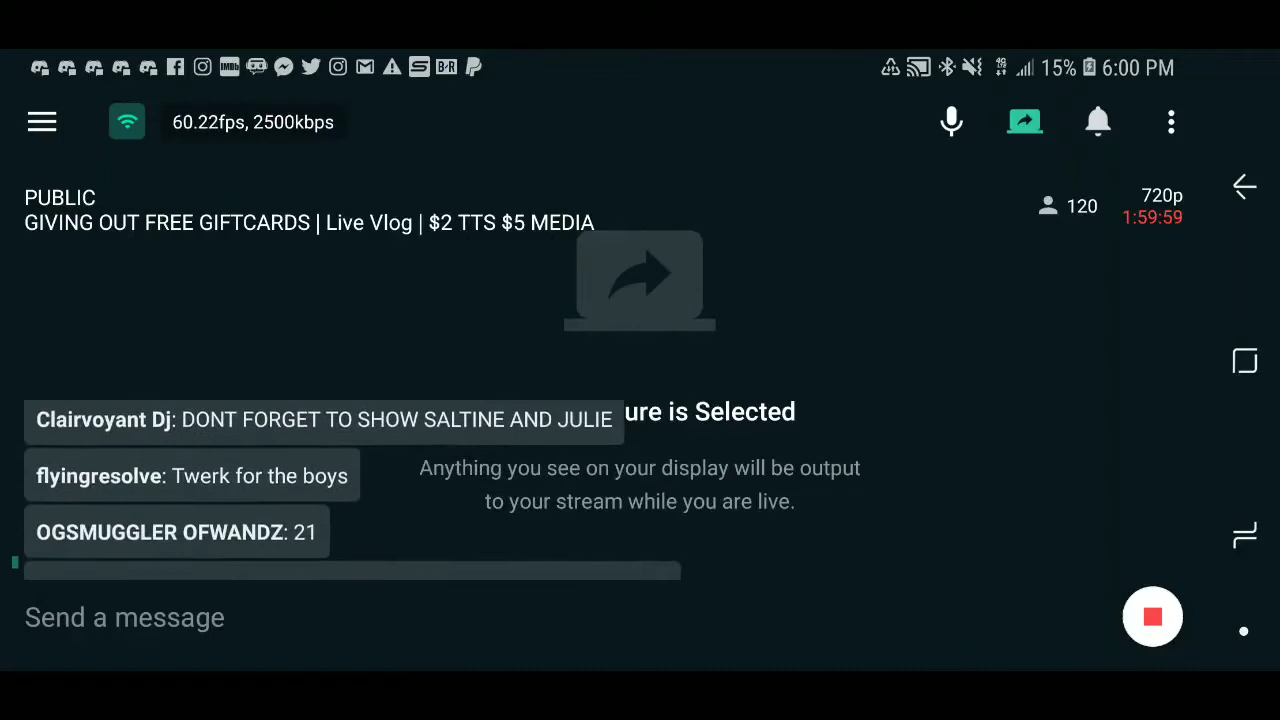 IMDb
S
B/R
4G
15%
6:00 PM
60.22fps, 2500kbps
PUBLIC
GIVING OUT FREE GIFTCARDS | Live Vlog | $2 TTS $5 MEDIA
120
720p
1:59:59
Clairvoyant Dj: DONT FORGET TO SHOW SALTINE AND JULIE
ure is Selected
flyingresolve: Twerk for the boys
Anything you see on your display will be output
to your stream while you are live.
OGSMUGGLER OFWANDZ: 21
Send a message